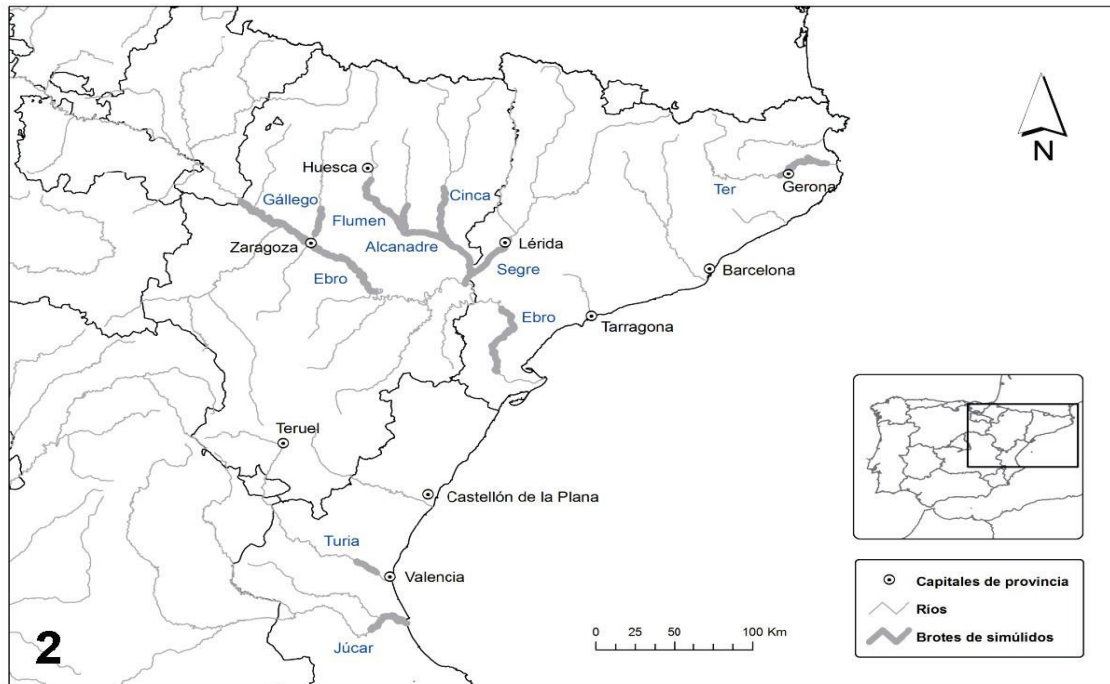 N
Huesca
Cinca
Gállego
Ter
Gerona
Flumen
Zaragoza
Alcanadre
Lérida
Segre
Barcelona
Ebro
Ebro
Tarragona
Teruel
Castellón de la Plana
Turia
Valencia
Júcar
2
0 25 50 100 Km
Capitales de provincia
Ríos
Brotes de simúlidos